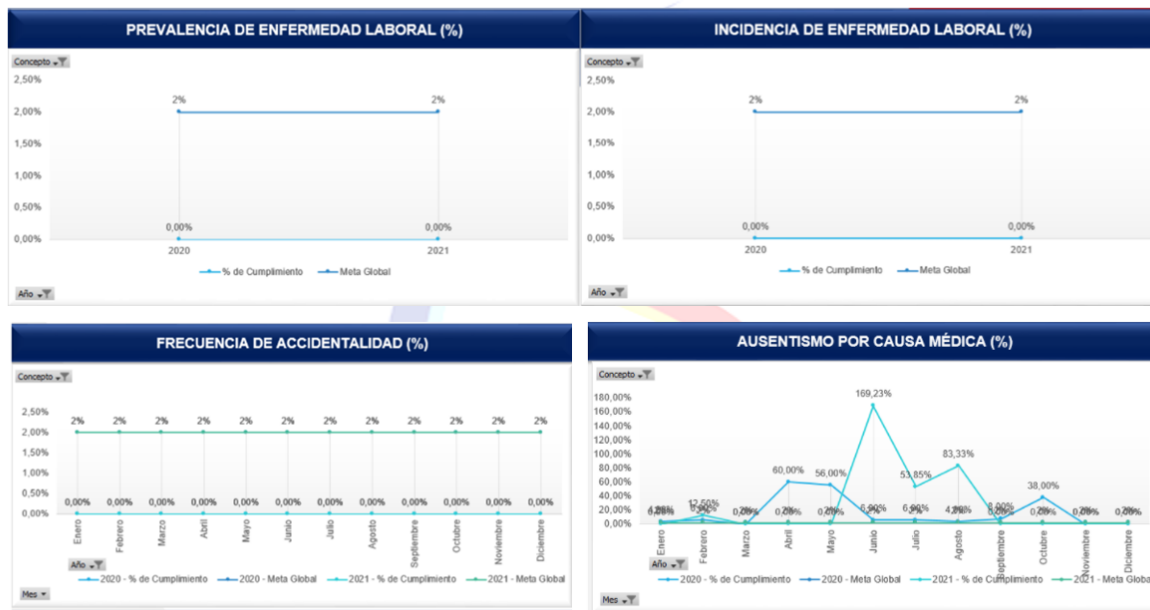 PREVALENCIA DE ENFERMEDAD LABORAL (%)
Concepto
2,50%
2,00%
1,50%
1,00%
0,50%
0,00%
2% 2%
0,00% 0,00%
2020 2021
% de Cumplimiento Meta Global
Año
INCIDENCIA DE ENFERMEDAD LABORAL (%)
Concepto
2,50%
2,00%
1,50%
1,00%
0,50%
0,00%
2% 2%
0,00% 0,00%
2020 2021
% de Cumplimiento Meta Global
Año
FRECUENCIA DE ACCIDENTALIDAD (%)
Concepto
2,50%
2,00%
1,50%
1,00%
0,50%
0,00%
2% 2% 2% 2% 2% 2% 2% 2% 2% 2% 2% 2%
0,00% 0,00% 0,00% 0,00% 0,00% 0,00% 0,00% 0,00% 0,00% 0,00% 0,00% 0,00%
Enero Febrero Marzo Abril Mayo Junio Julio Agosto Septiembre Octubre Noviembre Diciembre
Año
2020 - % de Cumplimiento 2020 - Meta Global 2021 - % de Cumplimiento 2021 - Meta Global
Mes
AUSENTISMO POR CAUSA MÉDICA (%)
Concepto
180,00%
160,00%
140,00%
120,00%
100,00%
80,00%
60,00%
40,00%
20,00%
0,00%
169,23%
83,33%
60,00% 56,00% 53,85%
38,00%
12,50%
Enero Febrero Marzo Abril Mayo Junio Julio Agosto Septiembre Octubre Noviembre Diciembre
Año
2020 - % de Cumplimiento 2020 - Meta Global 2021 - % de Cumplimiento 2021 - Meta Global
Mes